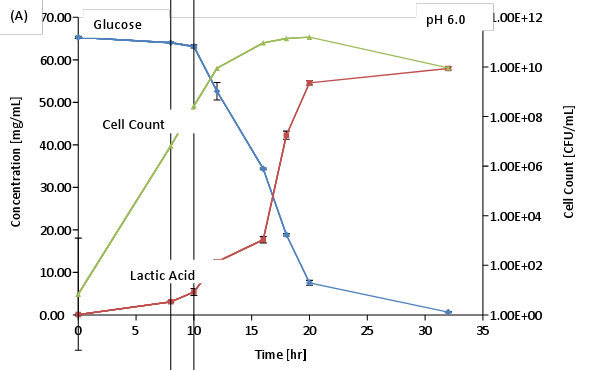 (A)
Glucose
pH 6.0
Cell Count
Lactic Acid
Concentration [mg/mL]
70.00
60.00
50.00
40.00
30.00
20.00
10.00
0.00
1.00E+12
1.00E+10
1.00E+08
1.00E+06
1.00E+04
1.00E+02
1.00E+00
Cell Count [CFU/mL]
0 5 10 15 20 25 30 35
Time [hr]